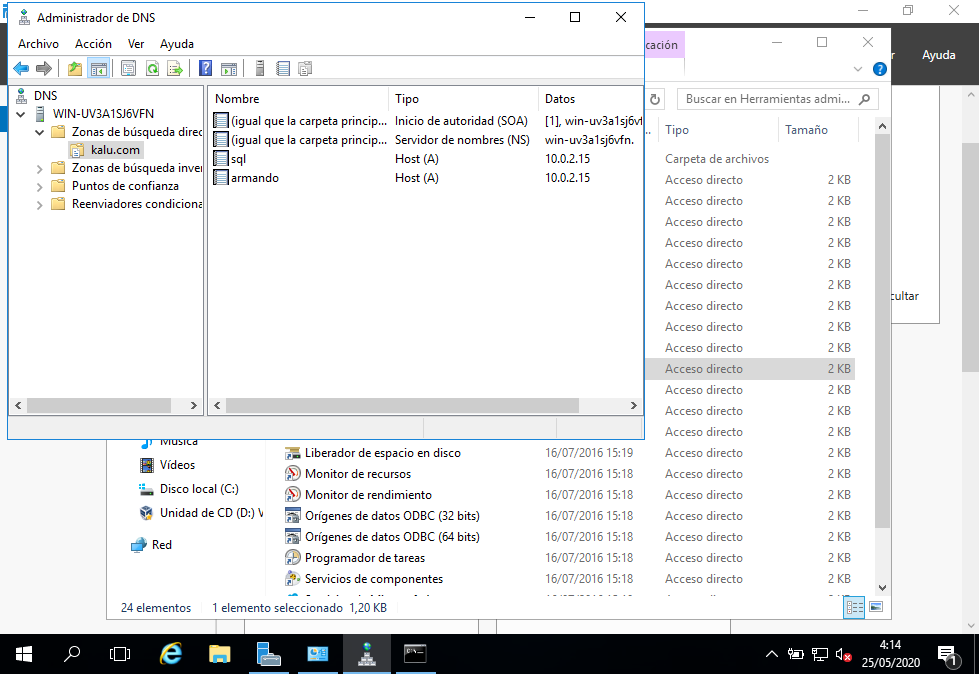 Administrador de DNS
Archivo Acción Ver Ayuda
DNS
WIN-UV3A1SJ6VFN
Zonas de búsqueda direc
kalu.com
Zonas de búsqueda inver
Puntos de confianza
Reenviadores condiciona
Nombre Tipo Datos
(igual que la carpeta princip... Inicio de autoridad (SOA) [1], win-uv3a1sj6vf
(igual que la carpeta princip... Servidor de nombres (NS) win-uv3a1sj6vfn.
sql Host (A) 10.0.2.15
armando Host (A) 10.0.2.15
cación
Ayuda
Buscar en Herramientas admi...
Tipo Tamaño
Carpeta de archivos
Acceso directo 2 KB
Acceso directo 2 KB
Acceso directo 2 KB
Acceso directo 2 KB
Acceso directo 2 KB
Acceso directo 2 KB
Acceso directo 2 KB
Acceso directo 2 KB
Acceso directo 2 KB
Acceso directo 2 KB
Acceso directo 2 KB
Acceso directo 2 KB
Acceso directo 2 KB
cultar
Música
Vídeos
Disco local (C:)
Unidad de CD (D:) V
Red
Liberador de espacio en disco 16/07/2016 15:19 Acceso directo 2 KB
Monitor de recursos 16/07/2016 15:18 Acceso directo 2 KB
Monitor de rendimiento 16/07/2016 15:18 Acceso directo 2 KB
Orígenes de datos ODBC (32 bits) 16/07/2016 15:18 Acceso directo 2 KB
Orígenes de datos ODBC (64 bits) 16/07/2016 15:18 Acceso directo 2 KB
Programador de tareas 16/07/2016 15:18 Acceso directo 2 KB
Servicios de componentes 16/07/2016 15:18 Acceso directo 2 KB
24 elementos 1 elemento seleccionado 1,20 KB
4:14
25/05/2020
1